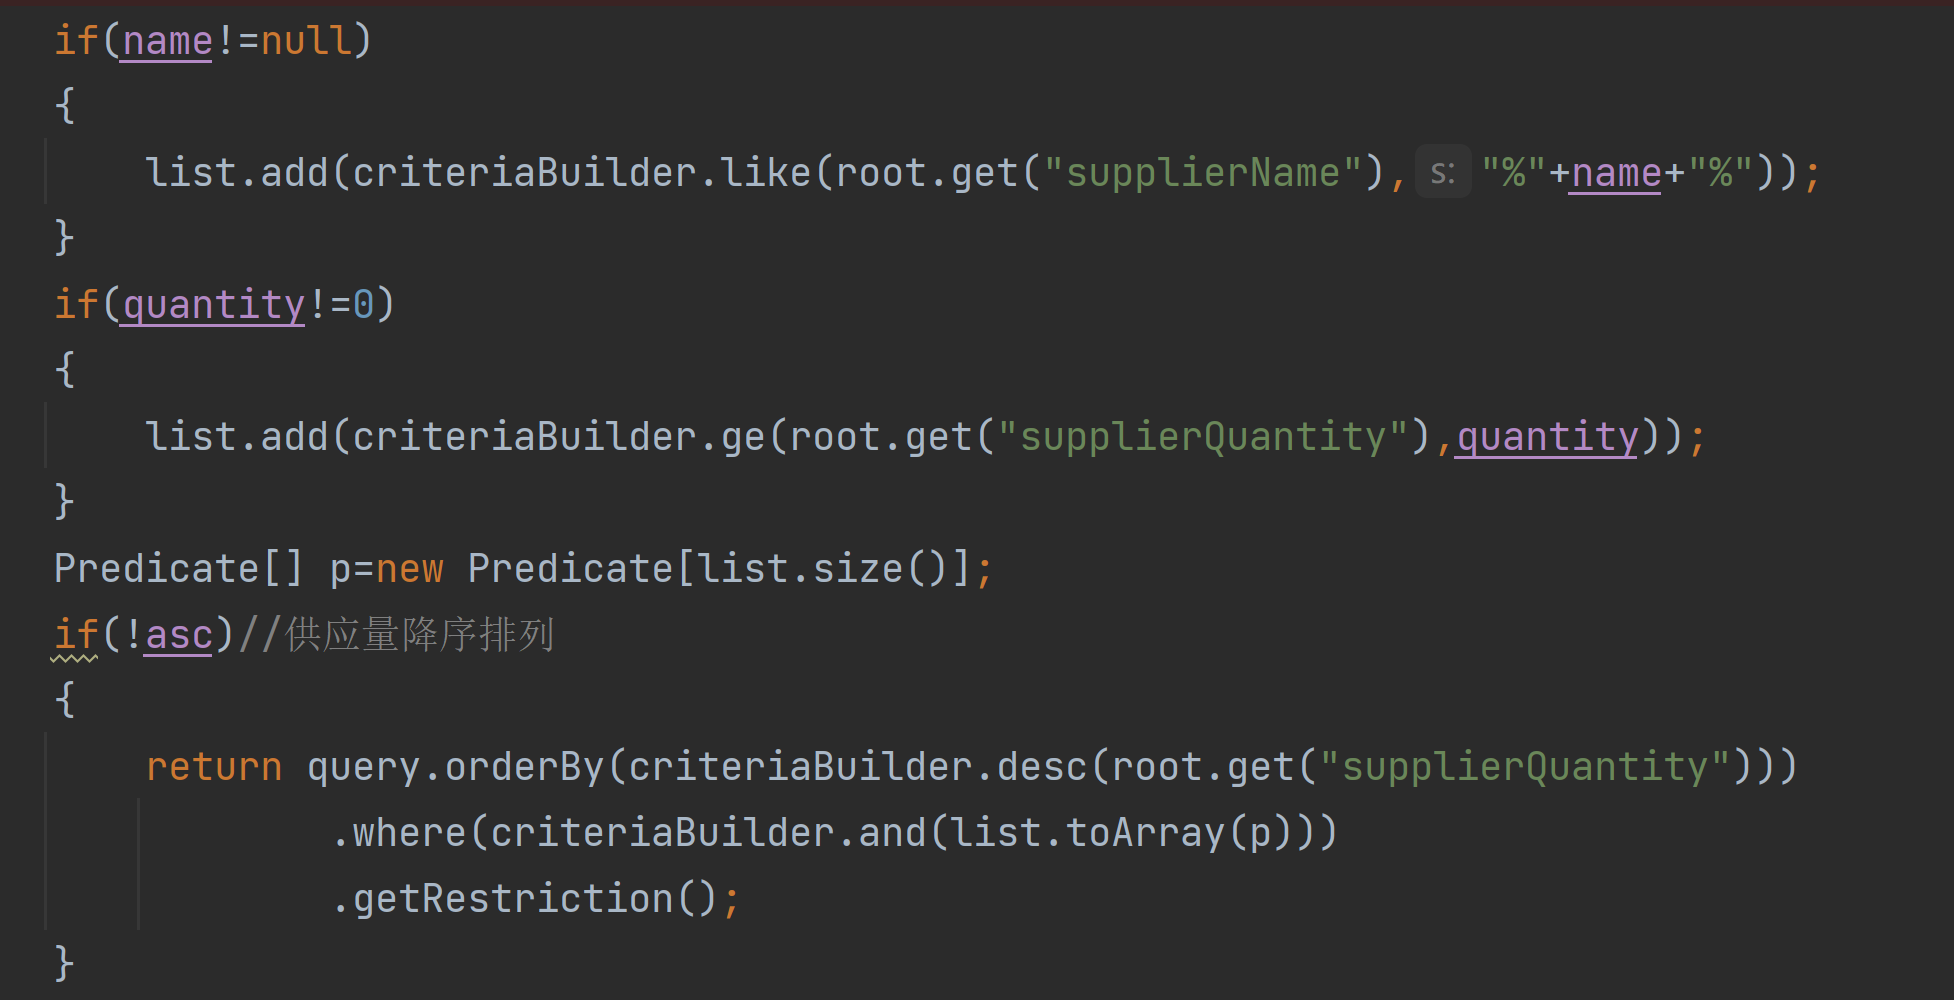 if(name!=null)
{
list.add(criteriaBuilder.like(root.get("supplierName"), s: "%"+name+"%"));
}
if(quantity!=0)
{
list.add(criteriaBuilder.ge(root.get("supplierQuantity"),quantity));
}
Predicate[] p=new Predicate[list.size()];
if(!asc)//供应量降序排列
{
return query.orderBy(criteriaBuilder.desc(root.get("supplierQuantity")))
.where(criteriaBuilder.and(list.toArray(p)))
.getRestriction();
}